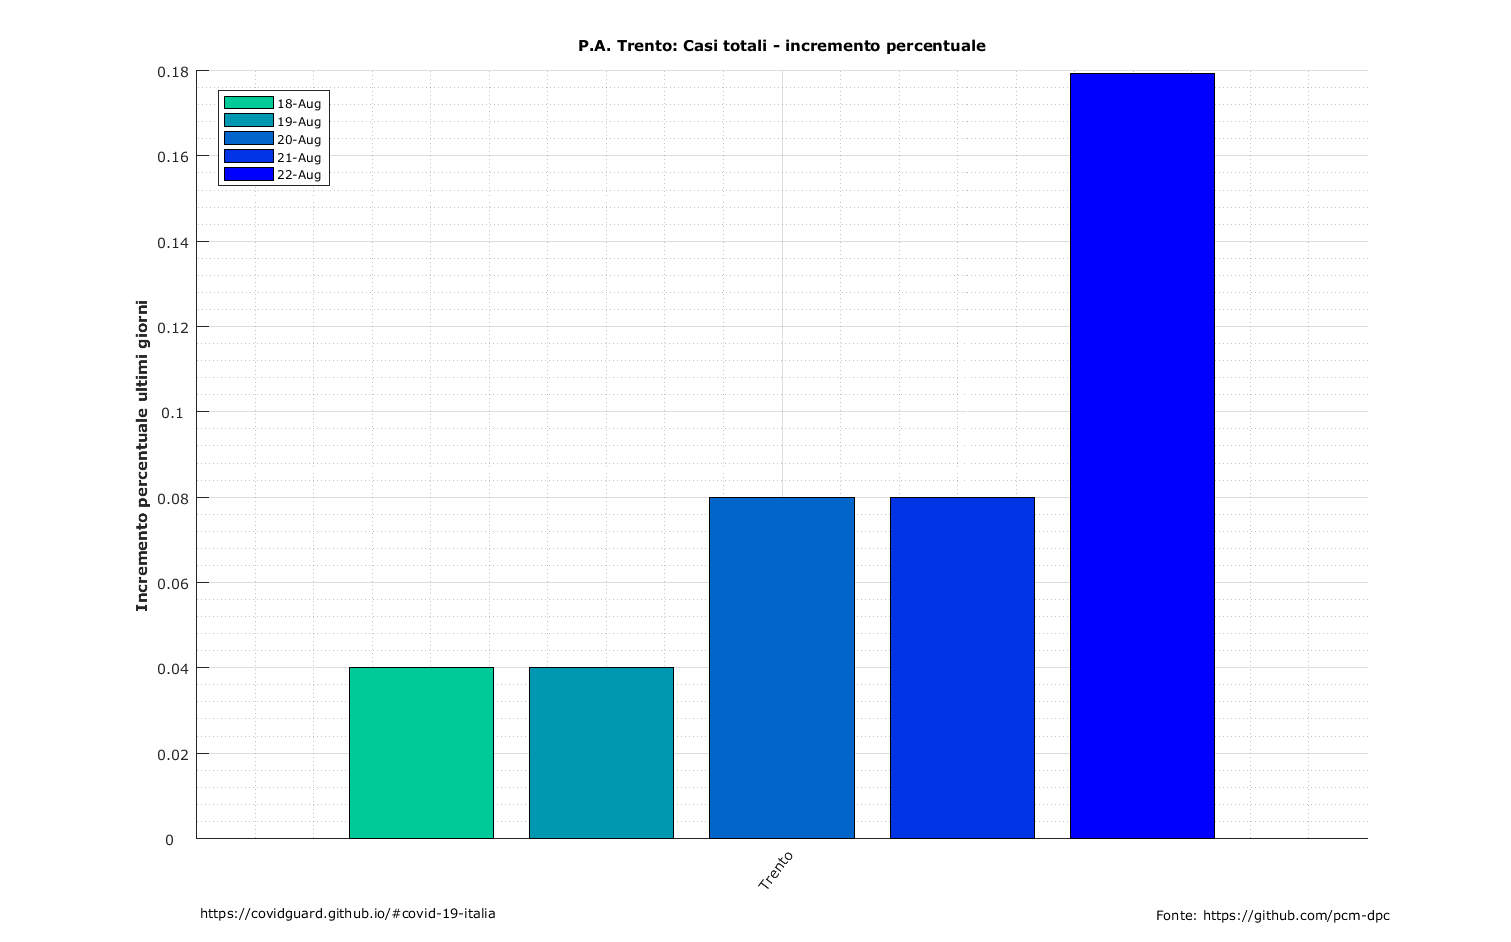 P.A. Trento: Casi totali - incremento percentuale
0.18
0.16
0.14
0.12
0.1
0.08
0.06
0.04
0.02
0
18-Aug
19-Aug
20-Aug
21-Aug
22-Aug
Incremento percentuale ultimi giorni
Trento
https://covidguard.github.io/#covid-19-italia
Fonte: https://github.com/pcm-dpc